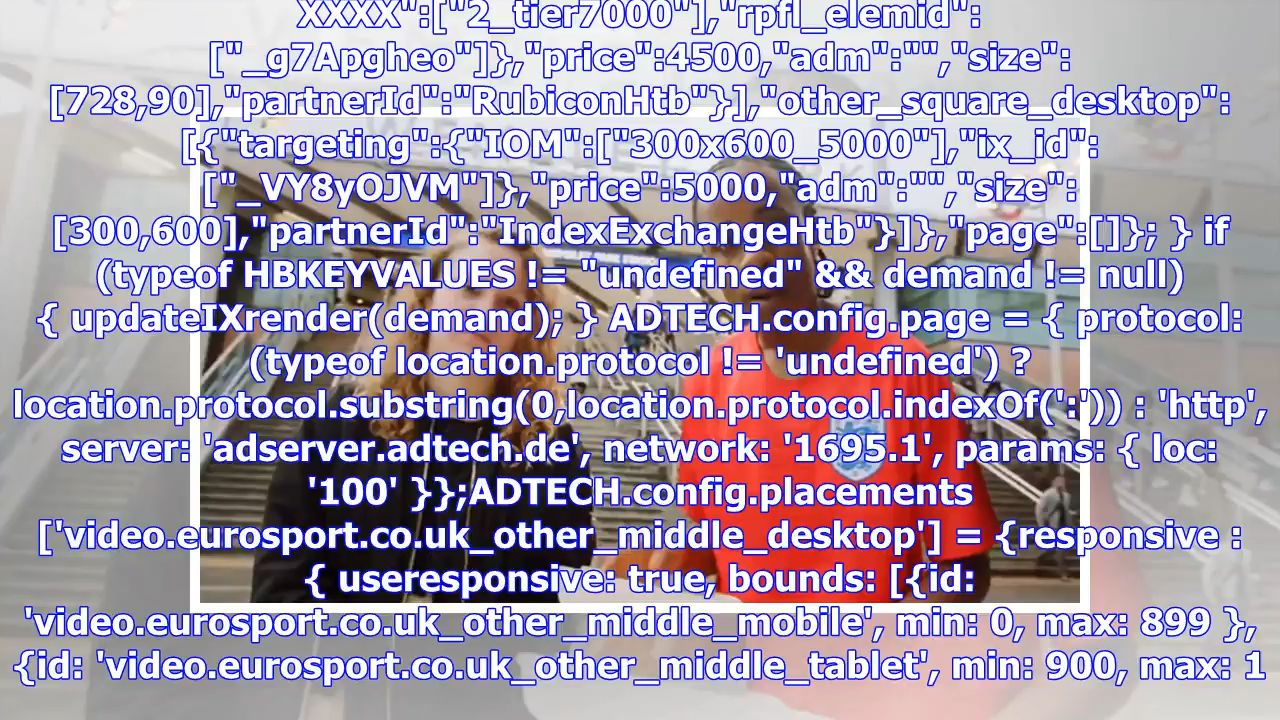 XXXX":["2_tier7000"],"rpfl_elemid":
["_g7Apgheo"]},"price":4500,"adm":"","size":
[728,90],"partnerId":"RubiconHtb"}],"other_square_desktop":
[{"targeting":{"IOM":["300x600_5000"],"ix_id":
["_VY8yOJVM"]},"price":5000,"adm":"","size":
[300,600],"partnerId":"IndexExchangeHtb"}]},"page":[]}; } if
(typeof HBKEYVALUES != "undefined" && demand != null)
{ updateIXrender(demand); } ADTECH.config.page = { protocol:
(typeof location.protocol != 'undefined') ?
location.protocol.substring(0,location.protocol.indexOf(':')) : 'http',
server: 'adserver.adtech.de', network: '1695.1', params: { loc:
'100' }};ADTECH.config.placements
['video.eurosport.co.uk_other_middle_desktop'] = {responsive :
{ useresponsive: true, bounds: [{id:
'video.eurosport.co.uk_other_middle_mobile', min: 0, max: 899 },
{id: 'video.eurosport.co.uk_other_middle_tablet', min: 900, max: 1